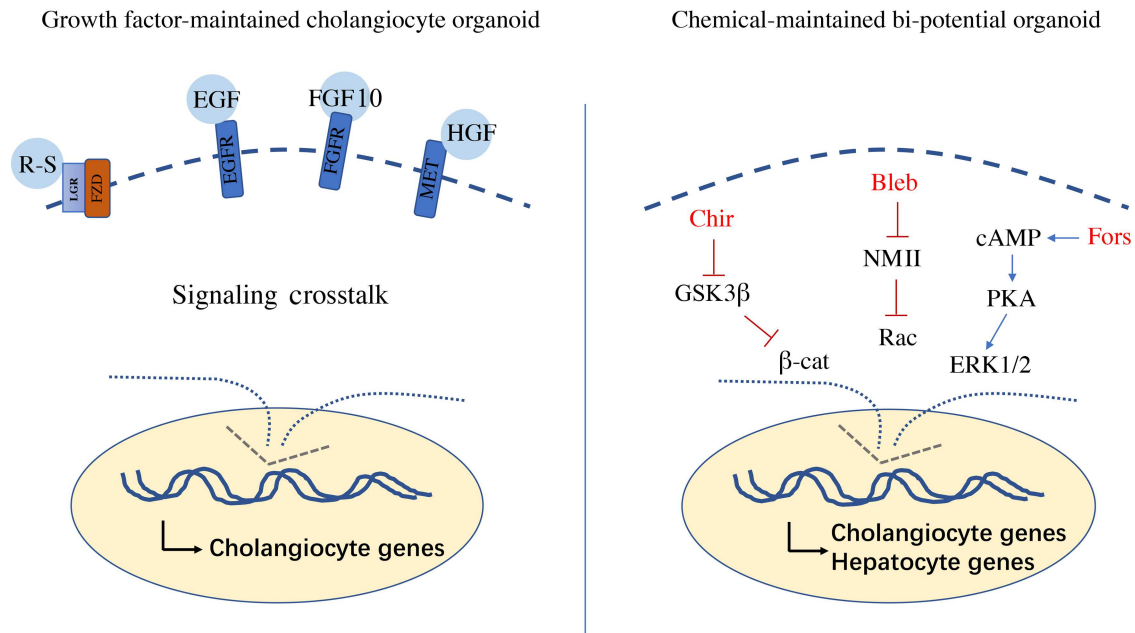 Growth factor-maintained cholangiocyte organoid
EGF
FGF10
HGF
R-S
LGR
FZD
EGFR
FGFR
MET
Signaling crosstalk
Cholangiocyte genes
Chemical-maintained bi-potential organoid
Bleb
Chir
cAMP
Fors
NMII
GSK3β
PKA
Rac
β-cat
ERK1/2
Cholangiocyte genes
Hepatocyte genes